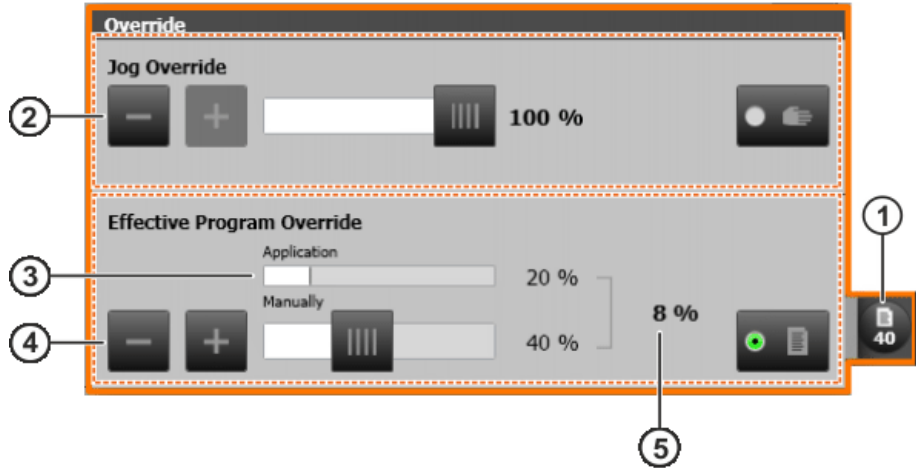 Override
Jog Override
2
100 %
1
Effective Program Override
Application
3
20 %
Manually
8 %
40
4
40 %
5